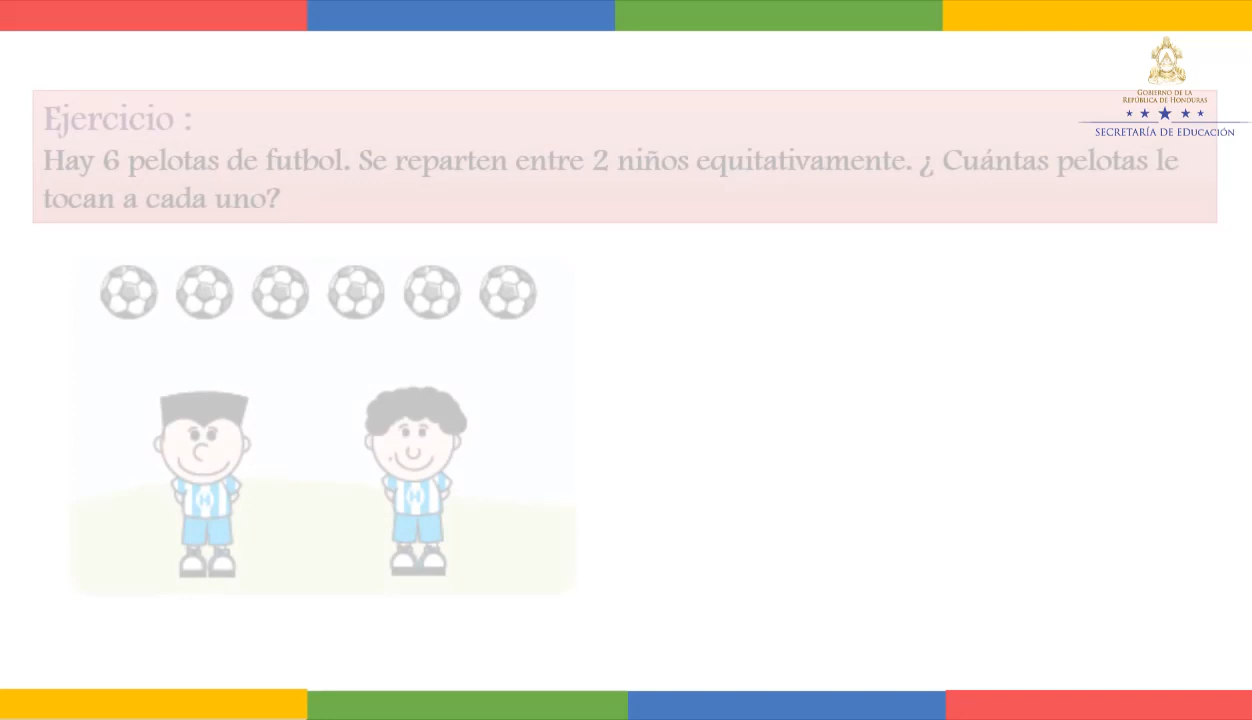 GOBIERNO DE LA
REPÚBLICA DE HONDURAS
SECRETARÍA DE EDUCACIÓN
Ejercicio :
Hay 6 pelotas de futbol. Se reparten entre 2 niños equitativamente. ¿ Cuántas pelotas le
tocan a cada uno?
H
H